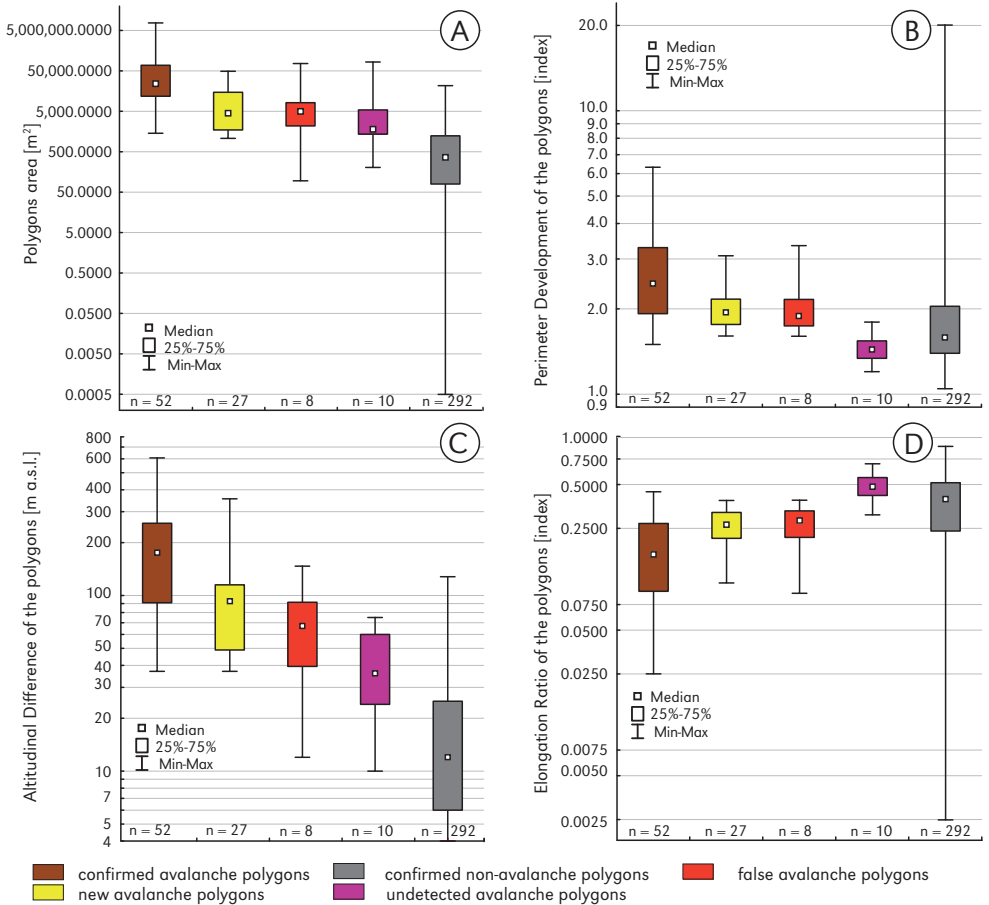 A
Polygons area [m²]
5,000,000.0000
50,000.0000
5,000.0000
500.0000
50.0000
5.0000
0.5000
0.0500
0.0050
0.0005
Median
25%-75%
Min-Max
n = 52
n = 27
n = 8
n = 10
n = 292
B
Perimeter Development of the polygons [index]
20.0
10.0
9.0
8.0
7.0
6.0
5.0
4.0
3.0
2.0
1.0
0.9
Median
25%-75%
Min-Max
n = 52
n = 27
n = 8
n = 10
n = 292
C
Altitudinal Difference of the polygons [m a.s.l.]
800
600
400
300
200
100
70
50
40
30
20
10
7
5
4
Median
25%-75%
Min-Max
n = 52
n = 27
n = 8
n = 10
n = 292
D
Elongation Ratio of the polygons [index]
1.0000
0.7500
0.5000
0.2500
0.0750
0.0500
0.0250
0.0075
0.0050
0.0025
Median
25%-75%
Min-Max
n = 52
n = 27
n = 8
n = 10
n = 292
confirmed avalanche polygons
confirmed non-avalanche polygons
false avalanche polygons
new avalanche polygons
undetected avalanche polygons